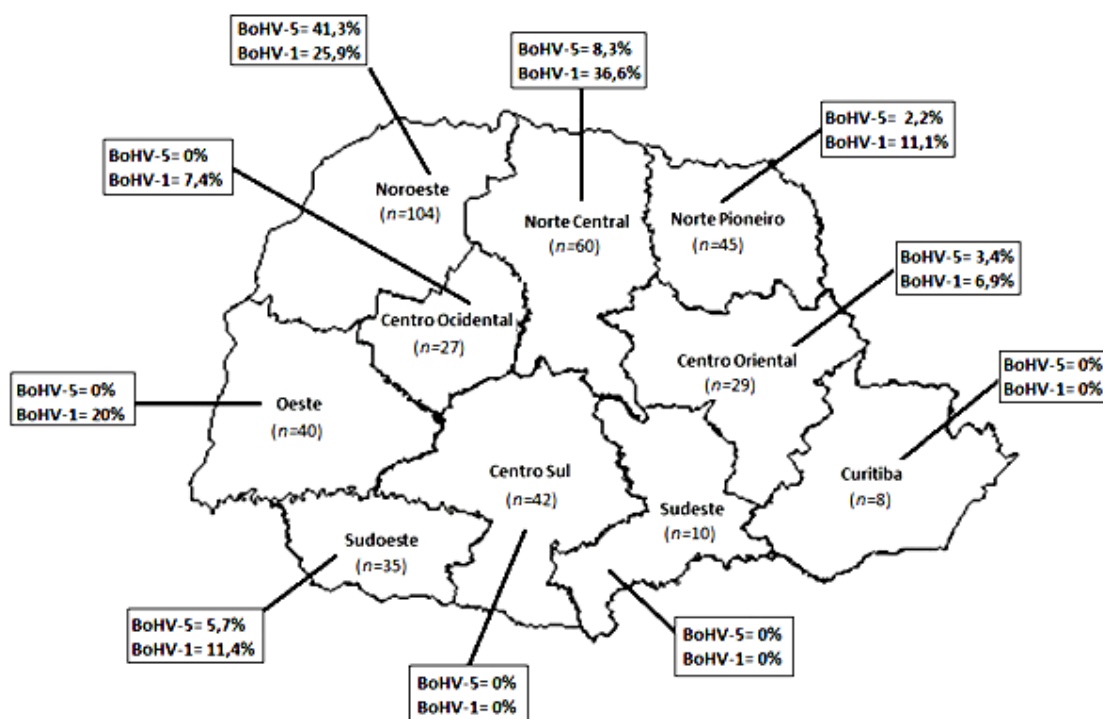 BoHV-5= 41,3%
BoHV-1= 25,9%
BoHV-5= 8,3%
BoHV-1= 36,6%
BoHV-5= 2,2%
BoHV-1= 11,1%
BoHV-5= 0%
BoHV-1= 7,4%
Noroeste
(n=104)
Norte Central
(n=60)
Norte Pioneiro
(n=45)
BoHV-5= 3,4%
BoHV-1= 6,9%
Centro Ocidental
(n=27)
Centro Oriental
(n=29)
BoHV-5= 0%
BoHV-1= 0%
BoHV-5= 0%
BoHV-1= 20%
Oeste
(n=40)
Centro Sul
(n=42)
Curitiba
(n=8)
Sudeste
(n=10)
Sudoeste
(n=35)
BoHV-5= 5,7%
BoHV-1= 11,4%
BoHV-5= 0%
BoHV-1= 0%
BoHV-5= 0%
BoHV-1= 0%